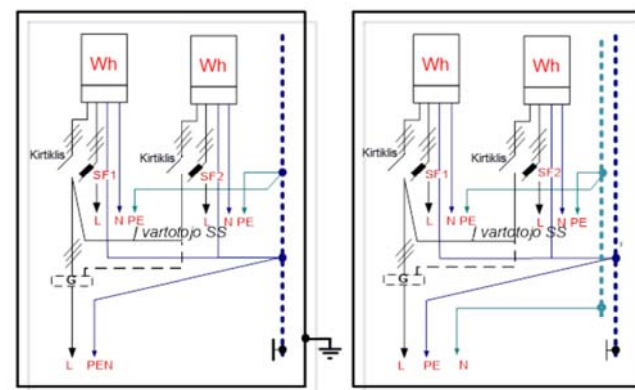 Wh Wh
Kirtiklis Kirtiklis
SF1 SF2
L N PE L N PE
Į vartotojo SS
G
L PEN
Wh Wh
Kirtiklis Kirtiklis
SF1 SF2
L N PE L N PE
Į vartotojo SS
G
L PE N